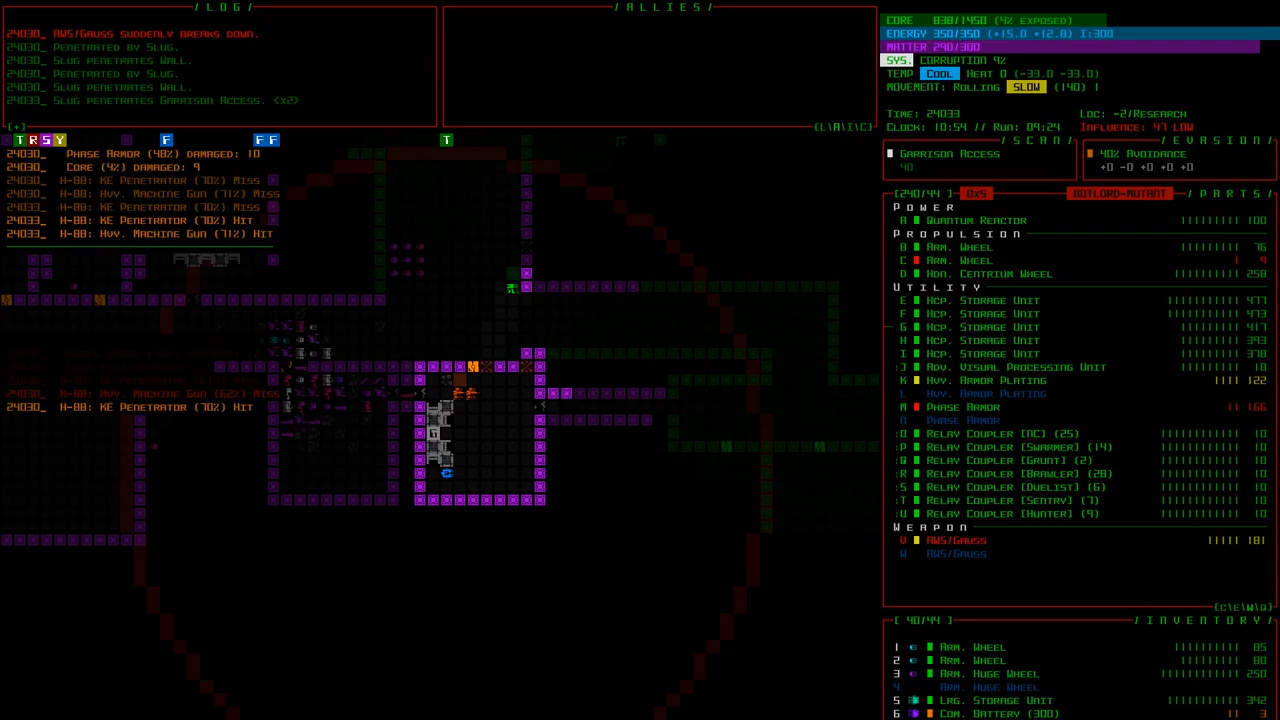 / LOG /
24030_ AWS/Gauss suddenly breaks down.
24030_ Penetrated by Slug.
24030_ Slug penetrates Wall.
24030_ Penetrated by Slug.
24030_ Slug penetrates Wall.
24033_ Slug penetrates Garrison Access. <x2>
[+]
/ ALLIES /
[L\A\I\C/
T R S Y F F F T
24030_ Phase Armor (48%) damaged: 10
24030_ Core (4%) damaged: 9
24030_ H-88: KE Penetrator (70%) Miss
24030_ H-88: Hvy. Machine Gun (71%) Miss
24030_ H-88: KE Penetrator (70%) Miss
24033_ H-88: KE Penetrator (70%) Hit
24033_ H-88: Hvy. Machine Gun (71%) Hit
24030_ H-88: KE Penetrator (70%) Hit
G
CORE 838/1450 (4% exposed)
ENERGY 350/350 (+15.0 +12.8) I:300
MATTER 290/300
SYS. CORRUPTION 9%
TEMP Cool Heat 0 (-33.0 -33.0)
MOVEMENT: Rolling SLOW (140) 1
Time: 24033 Loc: -2/Research
Clock: 10:54 // Run: 09:24 Influence: 47 LOW
/ SCAN /
Garrison Access
40
/ EVASION
40% Avoidance
+0 -0 +0 +0 +0
[240/44 ] 0x5 BOTLORD-MUTANT / PARTS /
Power
A Quantum Reactor 100
Propulsion
B Arm. Wheel 76
C Arm. Wheel 9
D Hdn. Centrium Wheel 258
Utility
E Hcp. Storage Unit 477
F Hcp. Storage Unit 473
G Hcp. Storage Unit 417
H Hcp. Storage Unit 393
I Hcp. Storage Unit 378
:J Adv. Visual Processing Unit 18
K Hvy. Armor Plating 122
L Hvy. Armor Plating
M Phase Armor 166
N Phase Armor
:O Relay Coupler [NC] (25) 10
:P Relay Coupler [Swarmer] (14) 10
:Q Relay Coupler [Grunt] (2) 10
:R Relay Coupler [Brawler] (28) 10
:S Relay Coupler [Duelist] (6) 10
:T Relay Coupler [Sentry] (7) 10
:U Relay Coupler [Hunter] (9) 10
Weapon
V AWS/Gauss 181
W AWS/Gauss
[C\E\W\Q]
[ 40/44 ] / INVENTORY /
1 Arm. Wheel 85
2 Arm. Wheel 80
3 Arm. Huge Wheel 250
4 Arm. Huge Wheel
5 Lrg. Storage Unit 342
6 Com. Battery (300) 3